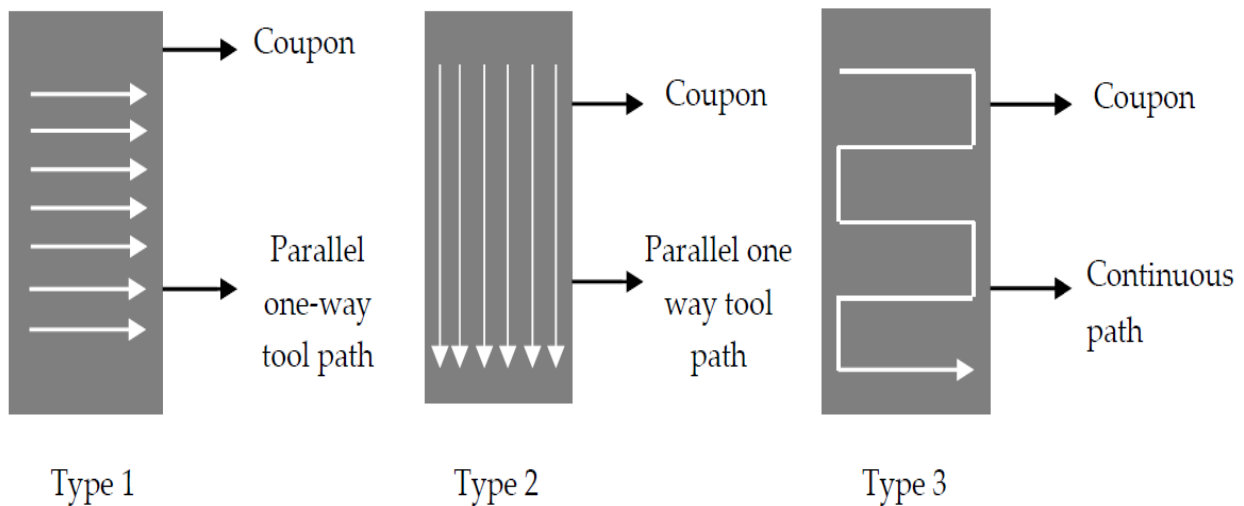 Coupon
Parallel
one-way
tool path
Type 1
Coupon
Parallel one
way tool
path
Type 2
Coupon
Continuous
path
Type 3